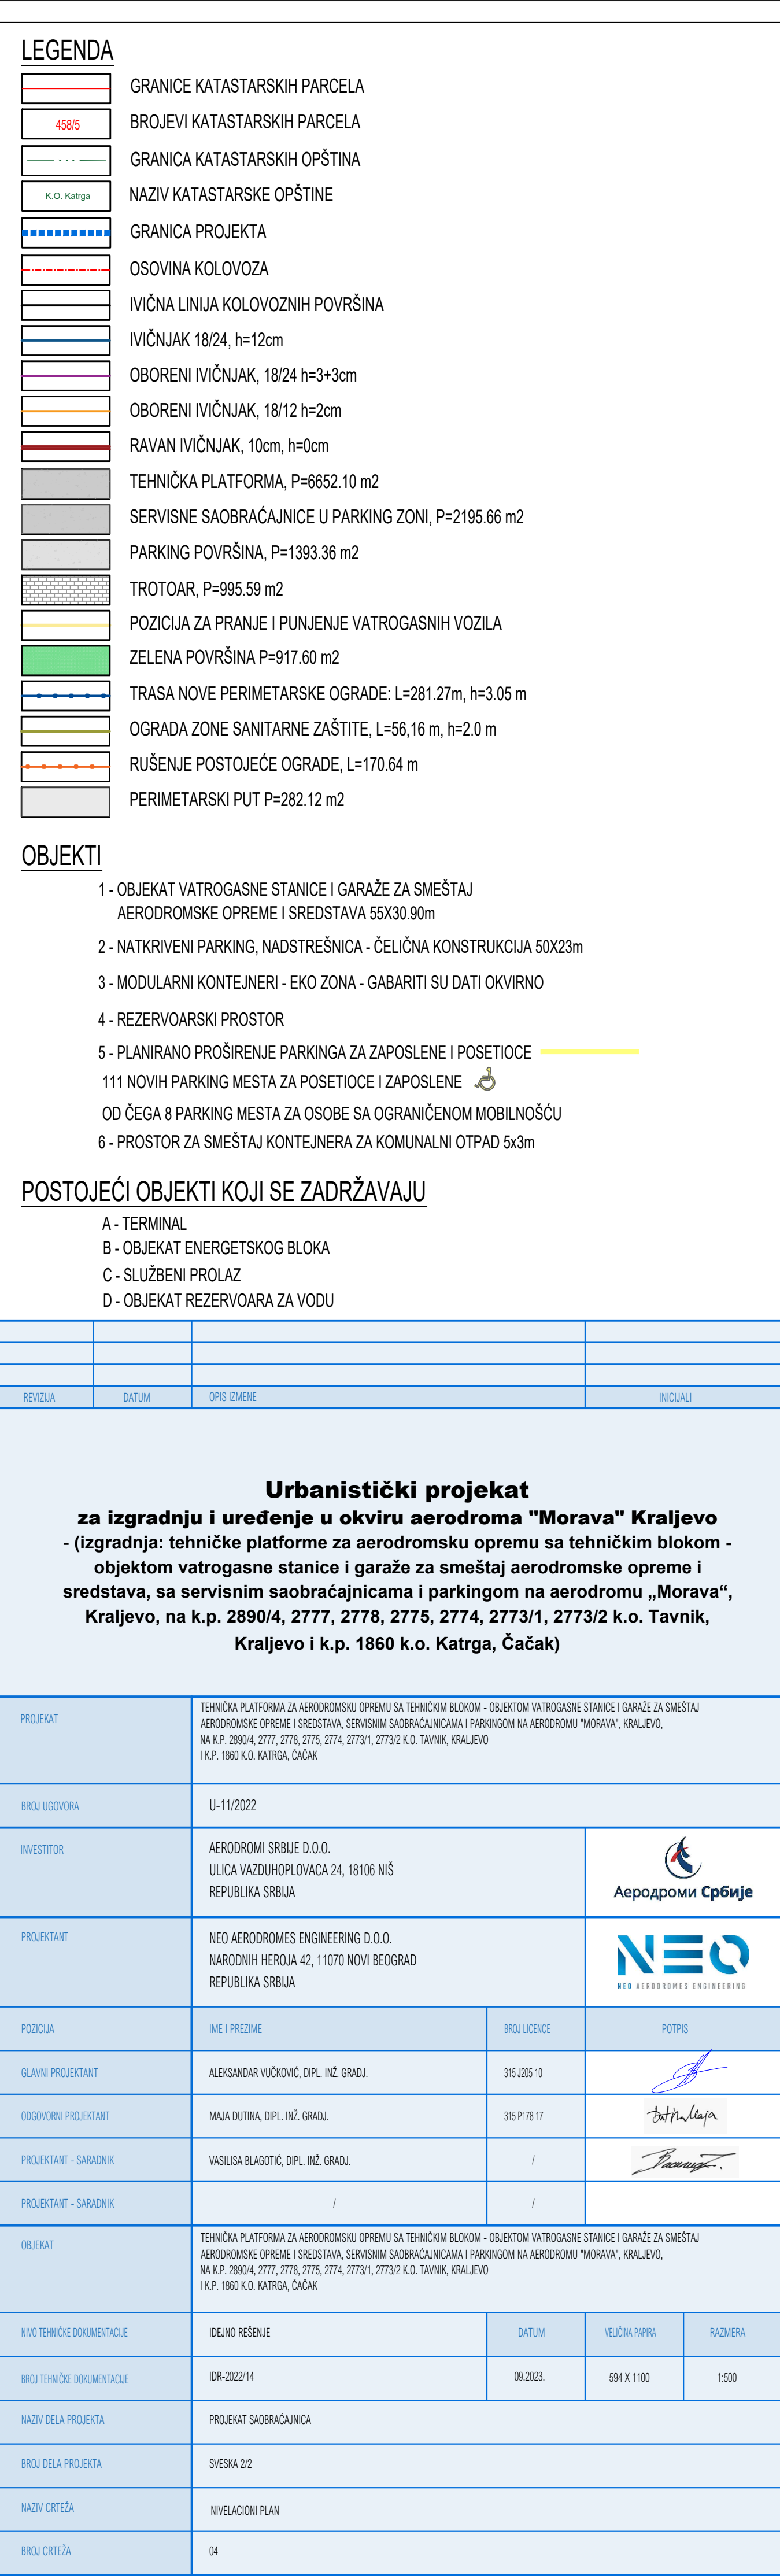 LEGENDA
GRANICE KATASTARSKIH PARCELA
458/5 BROJEVI KATASTARSKIH PARCELA
GRANICA KATASTARSKIH OPŠTINA
K.O. Katrga NAZIV KATASTARSKE OPŠTINE
GRANICA PROJEKTA
OSOVINA KOLOVOZA
IVIČNA LINIJA KOLOVOZNIH POVRŠINA
IVIČNJAK 18/24, h=12cm
OBORENI IVIČNJAK, 18/24 h=3+3cm
OBORENI IVIČNJAK, 18/12 h=2cm
RAVAN IVIČNJAK, 10cm, h=0cm
TEHNIČKA PLATFORMA, P=6652.10 m2
SERVISNE SAOBRAĆAJNICE U PARKING ZONI, P=2195.66 m2
PARKING POVRŠINA, P=1393.36 m2
TROTOAR, P=995.59 m2
POZICIJA ZA PRANJE I PUNJENJE VATROGASNIH VOZILA
ZELENA POVRŠINA P=917.60 m2
TRASA NOVE PERIMETARSKE OGRADE: L=281.27m, h=3.05 m
OGRADA ZONE SANITARNE ZAŠTITE, L=56,16 m, h=2.0 m
RUŠENJE POSTOJEĆE OGRADE, L=170.64 m
PERIMETARSKI PUT P=282.12 m2
OBJEKTI
1 - OBJEKAT VATROGASNE STANICE I GARAŽE ZA SMEŠTAJ
AERODROMSKE OPREME I SREDSTAVA 55X30.90m
2 - NATKRIVENI PARKING, NADSTREŠNICA - ČELIČNA KONSTRUKCIJA 50X23m
3 - MODULARNI KONTEJNERI - EKO ZONA - GABARITI SU DATI OKVIRNO
4 - REZERVOARSKI PROSTOR
5 - PLANIRANO PROŠIRENJE PARKINGA ZA ZAPOSLENE I POSETIOCE
111 NOVIH PARKING MESTA ZA POSETIOCE I ZAPOSLENE
OD ČEGA 8 PARKING MESTA ZA OSOBE SA OGRANIČENOM MOBILNOŠĆU
6 - PROSTOR ZA SMEŠTAJ KONTEJNERA ZA KOMUNALNI OTPAD 5x3m
POSTOJEĆI OBJEKTI KOJI SE ZADRŽAVAJU
A - TERMINAL
B - OBJEKAT ENERGETSKOG BLOKA
C - SLUŽBENI PROLAZ
D - OBJEKAT REZERVOARA ZA VODU
REVIZIJA DATUM OPIS IZMENE INICIJALI
Urbanistički projekat
za izgradnju i uređenje u okviru aerodroma "Morava" Kraljevo
- (izgradnja: tehničke platforme za aerodromsku opremu sa tehničkim blokom -
objektom vatrogasne stanice i garaže za smeštaj aerodromske opreme i
sredstava, sa servisnim saobraćajnicama i parkingom na aerodromu „Morava“,
Kraljevo, na k.p. 2890/4, 2777, 2778, 2775, 2774, 2773/1, 2773/2 k.o. Tavnik,
Kraljevo i k.p. 1860 k.o. Katrga, Čačak)
PROJEKAT
TEHNIČKA PLATFORMA ZA AERODROMSKU OPREMU SA TEHNIČKIM BLOKOM - OBJEKTOM VATROGASNE STANICE I GARAŽE ZA SMEŠTAJ
AERODROMSKE OPREME I SREDSTAVA, SERVISNIM SAOBRAĆAJNICAMA I PARKINGOM NA AERODROMU "MORAVA", KRALJEVO,
NA K.P. 2890/4, 2777, 2778, 2775, 2774, 2773/1, 2773/2 K.O. TAVNIK, KRALJEVO
I K.P. 1860 K.O. KATRGA, ČAČAK
BROJ UGOVORA U-11/2022
INVESTITOR
AERODROMI SRBIJE D.O.O.
ULICA VAZDUHOPLOVACA 24, 18106 NIŠ
REPUBLIKA SRBIJA
Аеродроми Србије
PROJEKTANT
NEO AERODROMES ENGINEERING D.O.O.
NARODNIH HEROJA 42, 11070 NOVI BEOGRAD
REPUBLIKA SRBIJA
NEO
NEO AERODROMES ENGINEERING
POZICIJA IME I PREZIME BROJ LICENCE POTPIS
GLAVNI PROJEKTANT ALEKSANDAR VUČKOVIĆ, DIPL. INŽ. GRADJ. 315 J205 10
ODGOVORNI PROJEKTANT MAJA DUTINA, DIPL. INŽ. GRADJ. 315 P178 17
PROJEKTANT - SARADNIK VASILISA BLAGOTIĆ, DIPL. INŽ. GRADJ. /
PROJEKTANT - SARADNIK / /
OBJEKAT
TEHNIČKA PLATFORMA ZA AERODROMSKU OPREMU SA TEHNIČKIM BLOKOM - OBJEKTOM VATROGASNE STANICE I GARAŽE ZA SMEŠTAJ
AERODROMSKE OPREME I SREDSTAVA, SERVISNIM SAOBRAĆAJNICAMA I PARKINGOM NA AERODROMU "MORAVA", KRALJEVO,
NA K.P. 2890/4, 2777, 2778, 2775, 2774, 2773/1, 2773/2 K.O. TAVNIK, KRALJEVO
I K.P. 1860 K.O. KATRGA, ČAČAK
NIVO TEHNIČKE DOKUMENTACIJE IDEJNO REŠENJE DATUM VELIČINA PAPIRA RAZMERA
BROJ TEHNIČKE DOKUMENTACIJE IDR-2022/14 09.2023. 594 X 1100 1:500
NAZIV DELA PROJEKTA PROJEKAT SAOBRAĆAJNICA
BROJ DELA PROJEKTA SVESKA 2/2
NAZIV CRTEŽA NIVELACIONI PLAN
BROJ CRTEŽA 04